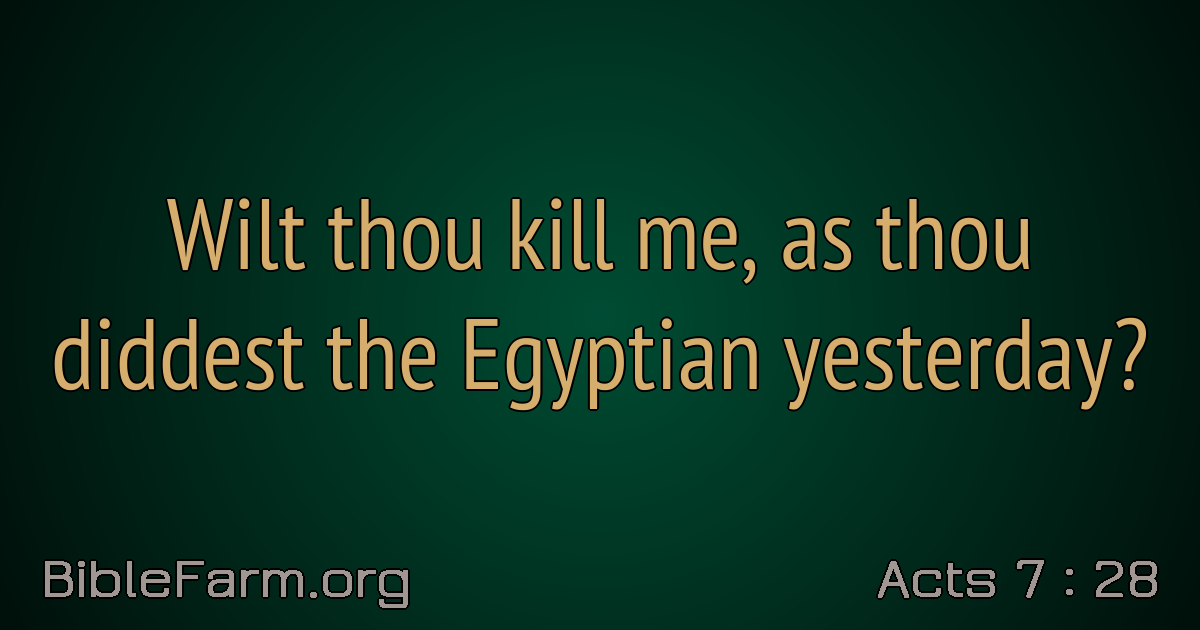 Wilt thou kill me, as thou
diddest the Egyptian yesterday?
BibleFarm.org
Acts 7 : 28